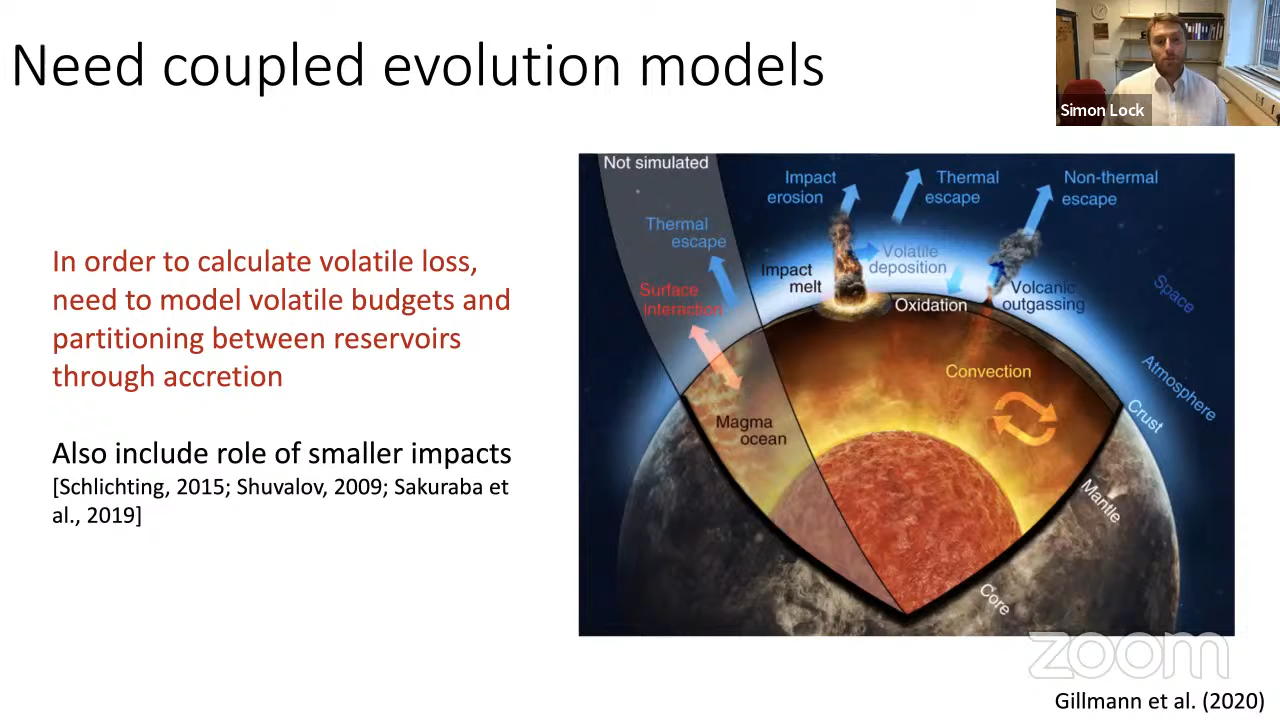 Need coupled evolution models
Simon Lock
In order to calculate volatile loss,
need to model volatile budgets and
partitioning between reservoirs
through accretion
Also include role of smaller impacts
[Schlichting, 2015; Shuvalov, 2009; Sakuraba et
al., 2019]
Not simulated
Impact
erosion
Thermal
escape
Non-thermal
escape
Thermal
escape
Volatile
deposition
Impact
melt
Surface
interaction
Oxidation
Volcanic
outgassing
Space
Convection
Atmosphere
Crust
Magma
ocean
Mantle
Core
zoom
Gillmann et al. (2020)